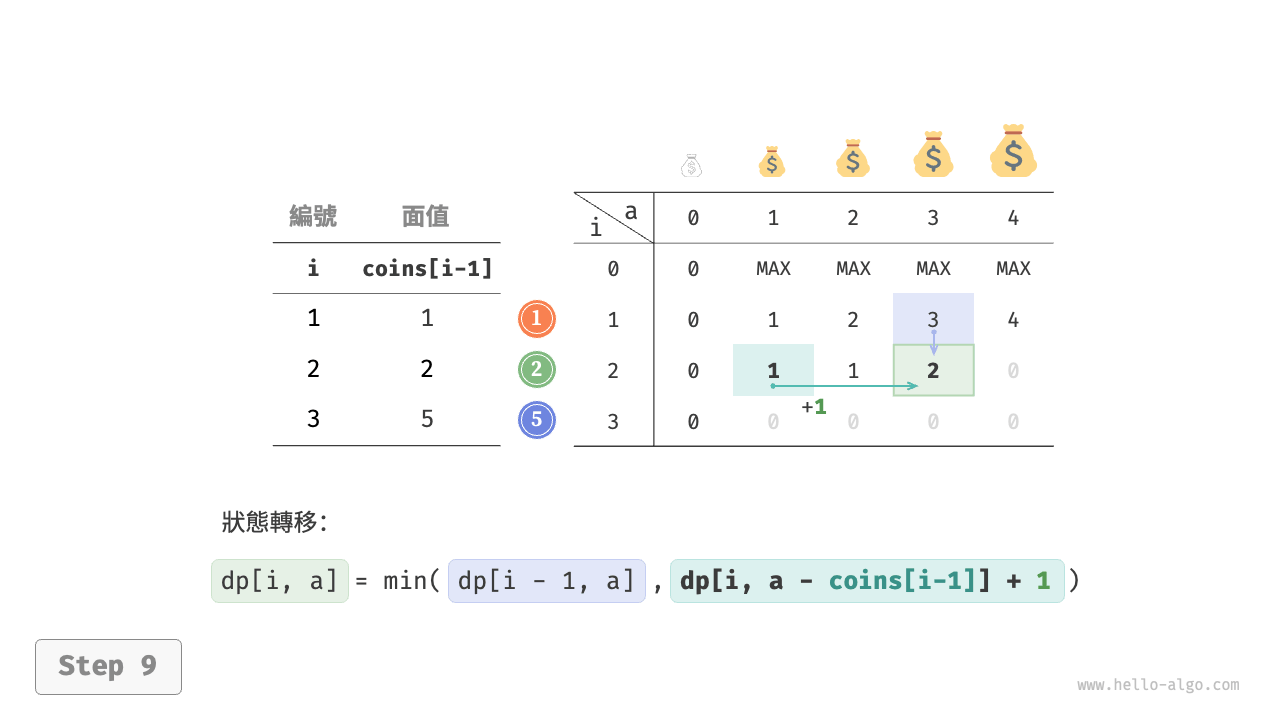 編號 面值
i coins[i-1]
1 1
2 2
3 5
1
2
5
$ $ $ $ $
a
i
0 1 2 3 4
0 0 MAX MAX MAX MAX
1 0 1 2 3 4
2 0 1 1 2 0
+1
3 0 0 0 0 0
狀態轉移：
dp[i, a] = min( dp[i - 1, a] , dp[i, a - coins[i-1]] + 1 )
Step 9
www.hello-algo.com